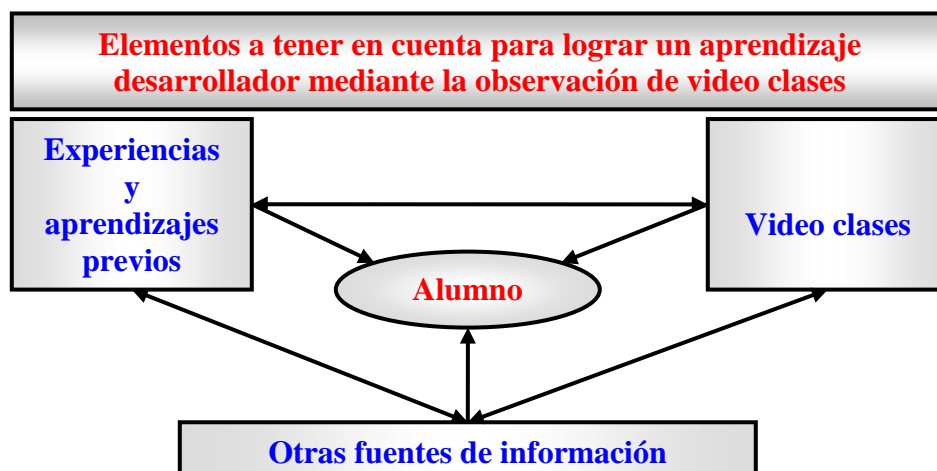 Elementos a tener en cuenta para lograr un aprendizaje
desarrollador mediante la observación de video clases
Experiencias
y
aprendizajes
previos
Video clases
Alumno
Otras fuentes de información